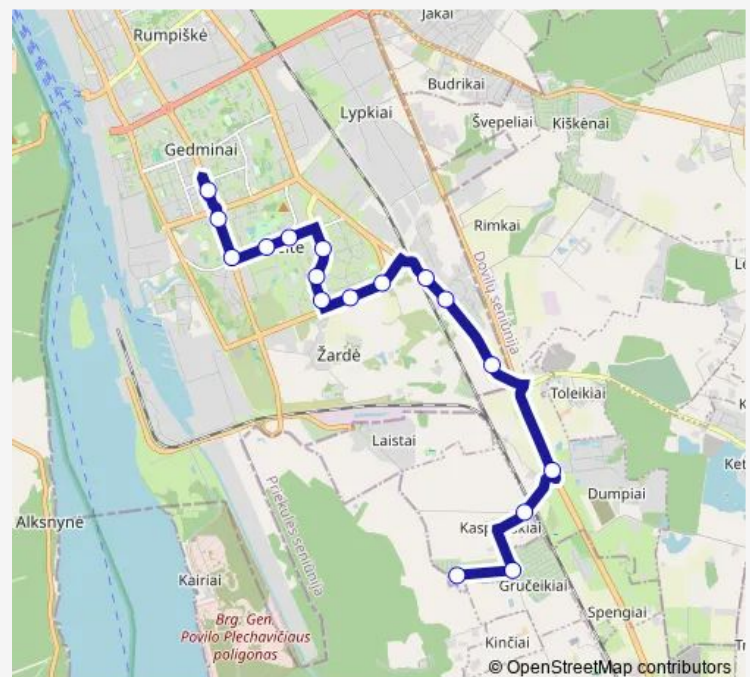 Jakai
Rumpiškė
Budrikai
Lypkiai
Švepeliai
Kiškėnai
Gedminai
Rimkai
Dovilų seniūnija
Žardė
Toleikiai
Laistai
Dumpiai
Priekulės seniūnija
Alksnynė
Kairiai
Gručeikiai
Brg. Gen.
Povilo Plechavičiaus
poligonas
Spengiai
Kinčiai
© OpenStreetMap contributors